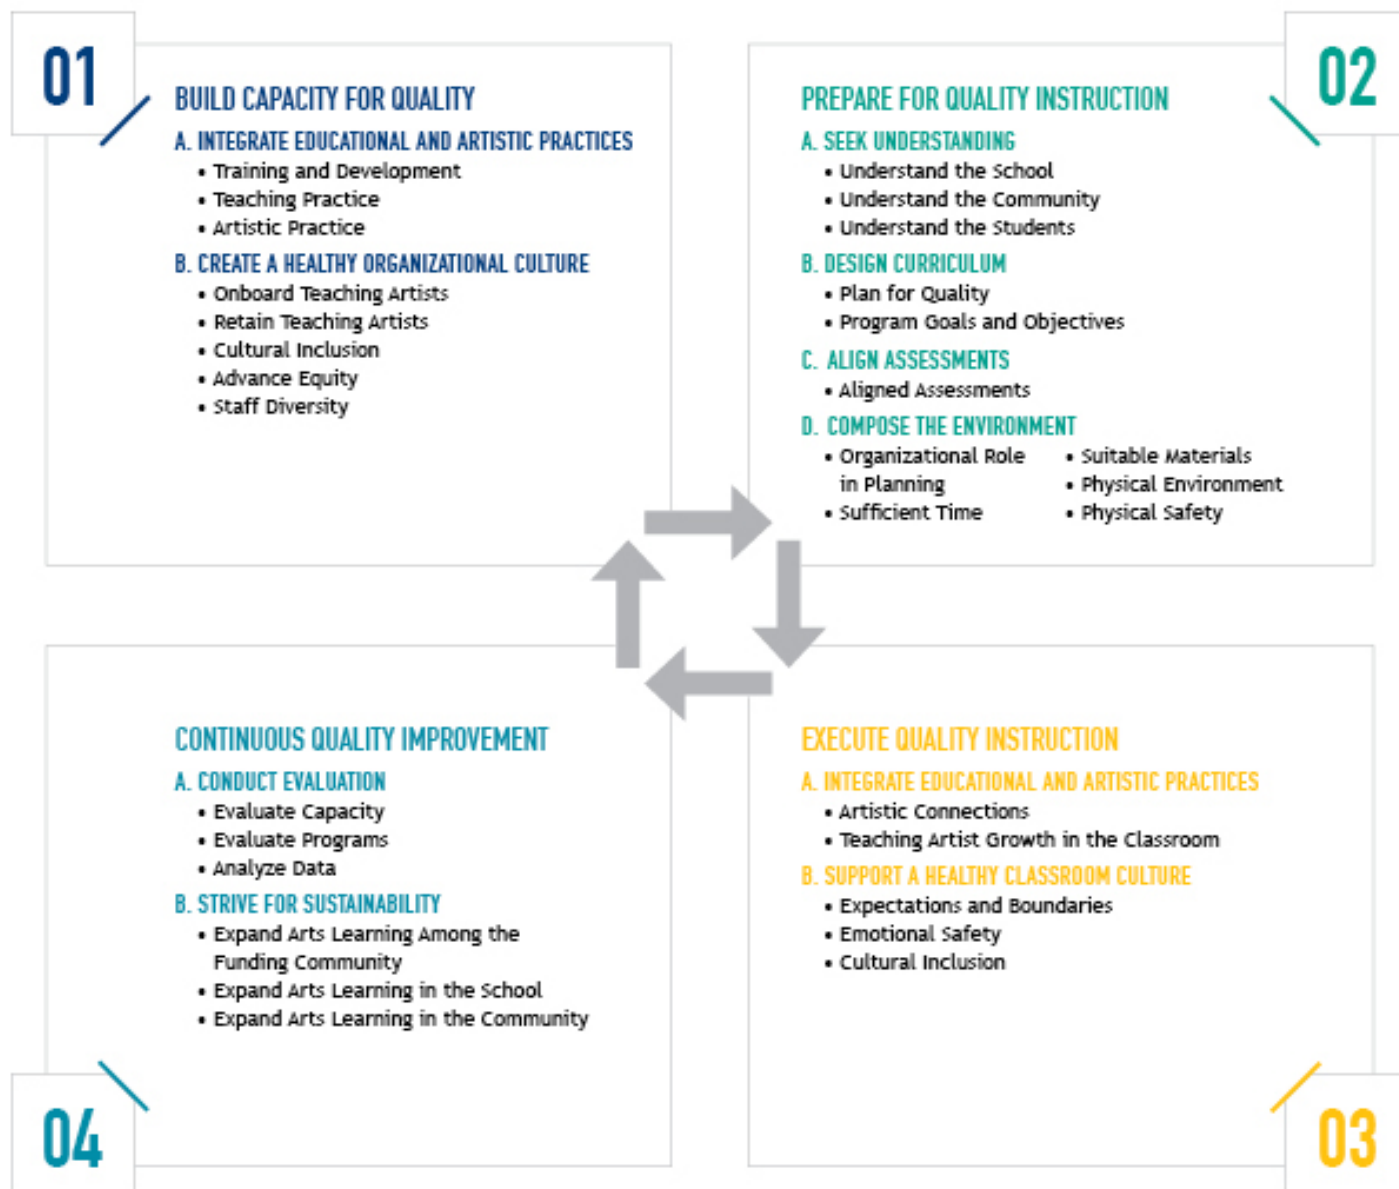 01
BUILD CAPACITY FOR QUALITY
A. INTEGRATE EDUCATIONAL AND ARTISTIC PRACTICES
• Training and Development
• Teaching Practice
• Artistic Practice
B. CREATE A HEALTHY ORGANIZATIONAL CULTURE
• Onboard Teaching Artists
• Retain Teaching Artists
• Cultural Inclusion
• Advance Equity
• Staff Diversity
02
PREPARE FOR QUALITY INSTRUCTION
A. SEEK UNDERSTANDING
• Understand the School
• Understand the Community
• Understand the Students
B. DESIGN CURRICULUM
• Plan for Quality
• Program Goals and Objectives
C. ALIGN ASSESSMENTS
• Aligned Assessments
D. COMPOSE THE ENVIRONMENT
• Organizational Role
in Planning
• Sufficient Time
• Suitable Materials
• Physical Environment
• Physical Safety
EXECUTE QUALITY INSTRUCTION
A. INTEGRATE EDUCATIONAL AND ARTISTIC PRACTICES
• Artistic Connections
• Teaching Artist Growth in the Classroom
B. SUPPORT A HEALTHY CLASSROOM CULTURE
• Expectations and Boundaries
• Emotional Safety
• Cultural Inclusion
03
CONTINUOUS QUALITY IMPROVEMENT
A. CONDUCT EVALUATION
• Evaluate Capacity
• Evaluate Programs
• Analyze Data
B. STRIVE FOR SUSTAINABILITY
• Expand Arts Learning Among the
Funding Community
• Expand Arts Learning in the School
• Expand Arts Learning in the Community
04